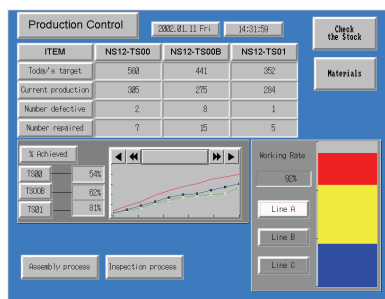 Production Control
2002.01.11 Fri
14:31:59
Check
the Stock
ITEM NS12-TS00 NS12-TS00B NS12-TS01
Today's target 560 441 352
Current production 305 275 284
Number defective 2 8 1
Number repaired 7 15 5
Materials
% Achieved
TS00 54%
TS00B 62%
TS01 81%
Working Rate
92%
Line A
Line B
Line C
Assembly process
Inspection process